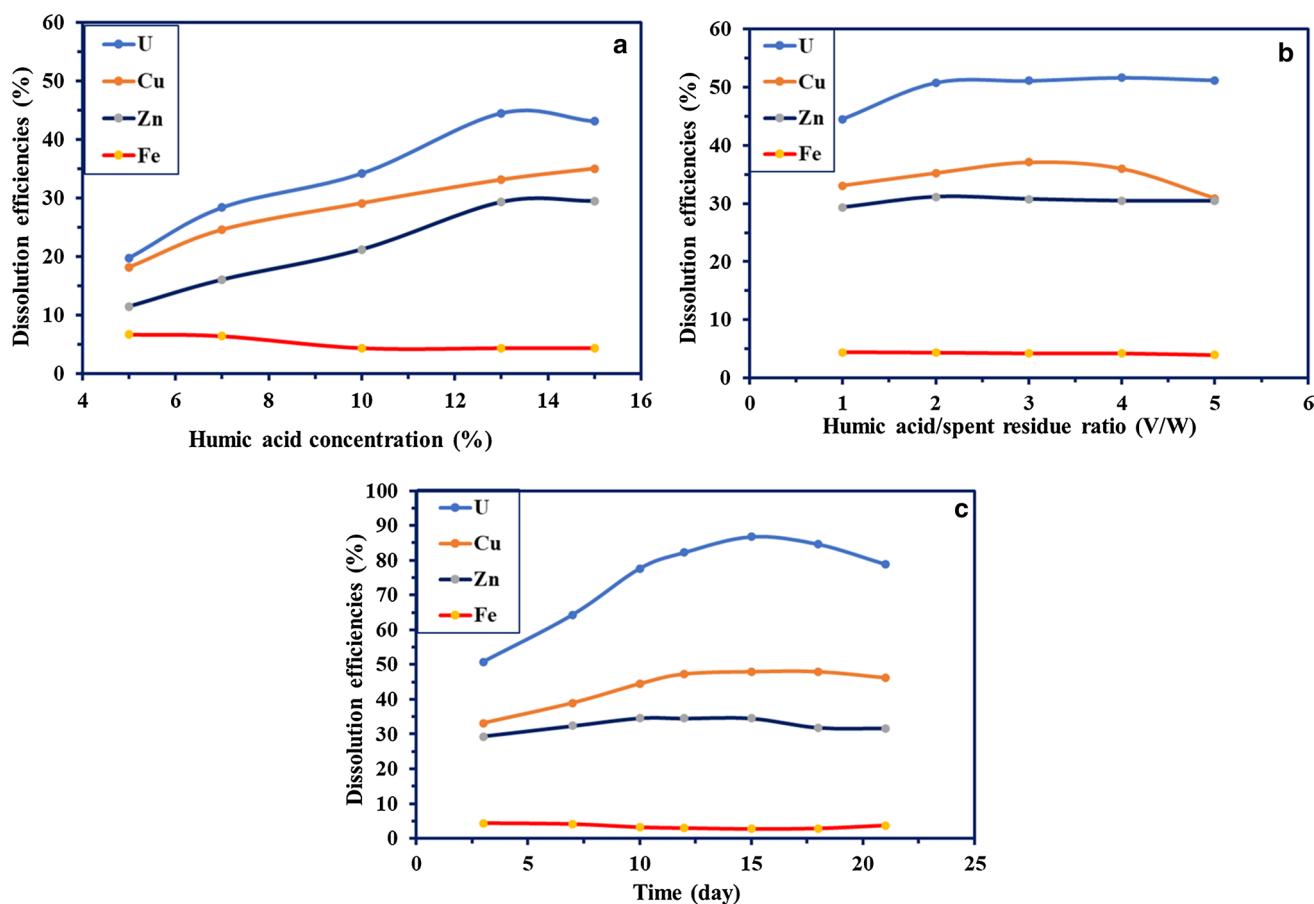 a
U
Cu
Zn
Fe
Dissolution efficiencies (%)
60
50
40
30
20
10
0
4 6 8 10 12 14 16
Humic acid concentration (%)
b
U
Cu
Zn
Fe
Dissolution efficiencies (%)
60
50
40
30
20
10
0
0 1 2 3 4 5 6
Humic acid/spent residue ratio (V/W)
c
U
Cu
Zn
Fe
Dissolution efficiencies (%)
100
90
80
70
60
50
40
30
20
10
0
0 5 10 15 20 25
Time (day)